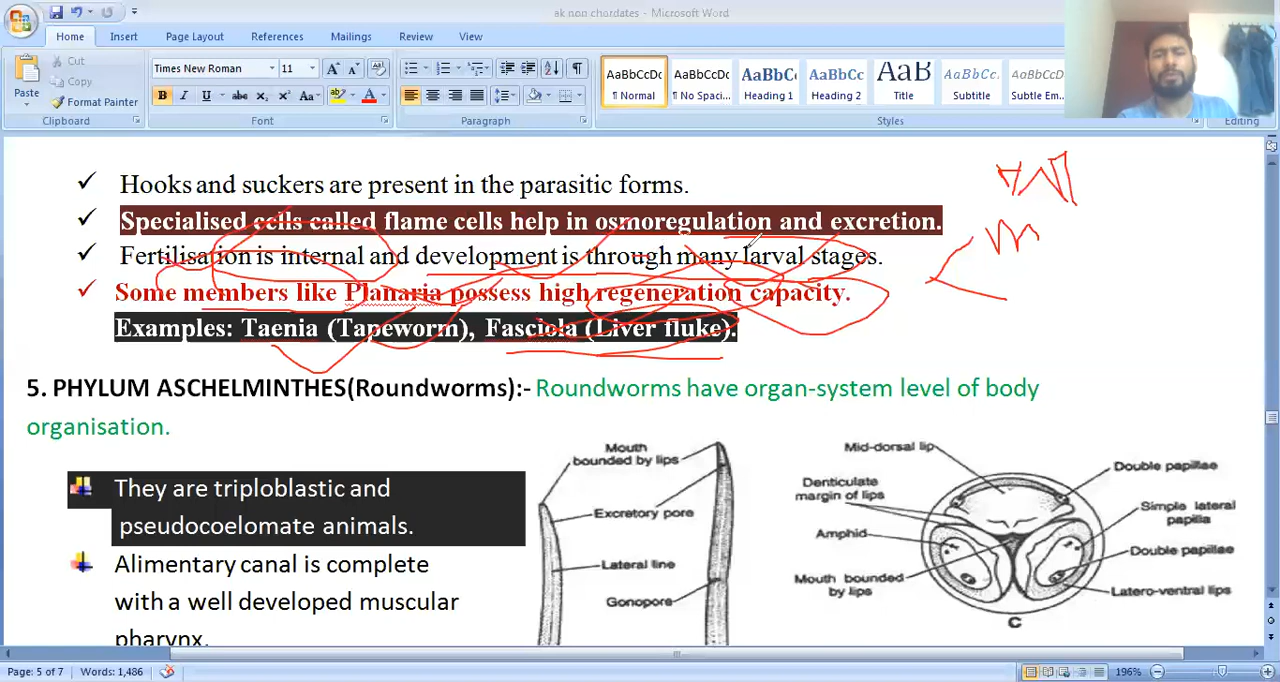 ak non chordates - Microsoft Word
Home Insert Page Layout References Mailings Review View
Paste
Cut
Copy
Format Painter
Clipboard
Times New Roman 11
Font
Paragraph
AaBbCcDc AaBbCcDc AaBbC AaBbCc AaB AaBbCc. AaBbCcDc
¶ Normal ¶ No Spaci... Heading 1 Heading 2 Title Subtitle Subtle Em...
Styles
Editing
✓ Hooks and suckers are present in the parasitic forms.
✓ Specialised cells called flame cells help in osmoregulation and excretion.
✓ Fertilisation is internal and development is through many larval stages.
✓ Some members like Planaria possess high regeneration capacity.
Examples: Taenia (Tapeworm), Fasciola (Liver fluke).
5. PHYLUM ASCHELMINTHES(Roundworms):- Roundworms have organ-system level of body
organisation.
They are triploblastic and
pseudocoelomate animals.
Alimentary canal is complete
with a well developed muscular
pharynx.
Mouth
bounded by lips
Excretory pore
Lateral line
Gonopore
Mid-dorsal lip
Denticulate
margin of lips
Amphid
Mouth bounded
by lips
Double papillae
Simple lateral
papilla
Double papillae
Latero-ventral lips
C
Page: 5 of 7 Words: 1,486 196%